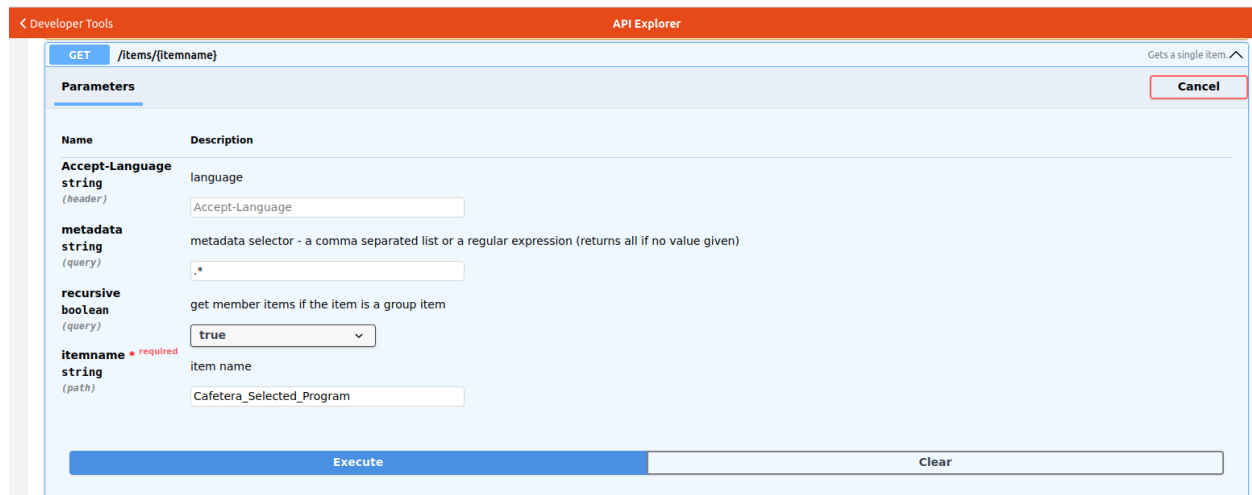 Developer Tools
API Explorer
GET /items/{itemname} Gets a single item.
Parameters
Cancel
Name Description
Accept-Language
string
(header)
language
Accept-Language
metadata
string
(query)
metadata selector - a comma separated list or a regular expression (returns all if no value given)
.*
recursive
boolean
(query)
get member items if the item is a group item
true
itemname * required
string
(path)
item name
Cafetera_Selected_Program
Execute
Clear